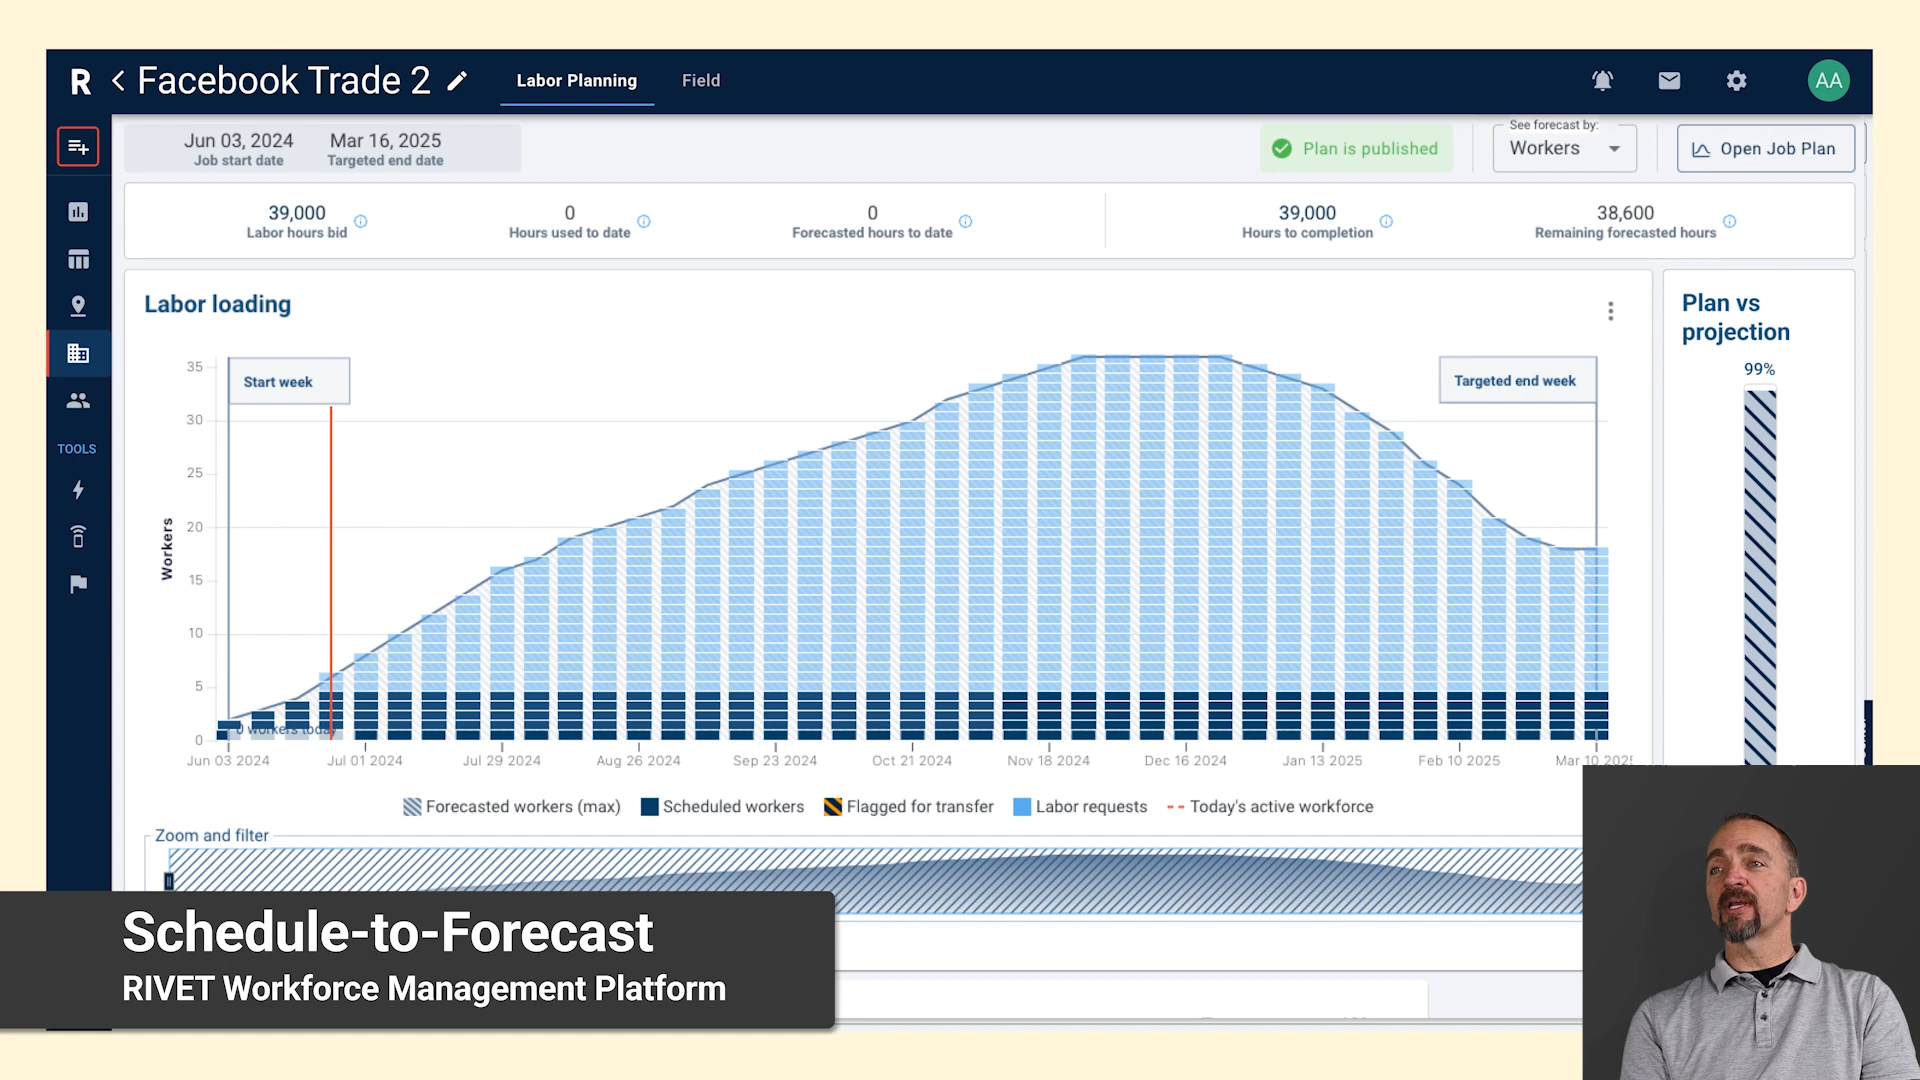 R Facebook Trade 2 Labor Planning Field AA
Jun 03, 2024 Mar 16, 2025
Job start date Targeted end date
Plan is published
See forecast by:
Workers
Open Job Plan
39,000 0 0 39,000 38,600
Labor hours bid Hours used to date Forecasted hours to date Hours to completion Remaining forecasted hours
Labor loading
Plan vs
projection
99%
TOOLS
Start week
Targeted end week
Workers
35
30
25
20
15
10
5
0
0 workers today
Jun 03 2024 Jul 01 2024 Jul 29 2024 Aug 26 2024 Sep 23 2024 Oct 21 2024 Nov 18 2024 Dec 16 2024 Jan 13 2025 Feb 10 2025 Mar 10 2025
Forecasted workers (max) Scheduled workers Flagged for transfer Labor requests Today's active workforce
Zoom and filter
Schedule-to-Forecast
RIVET Workforce Management Platform